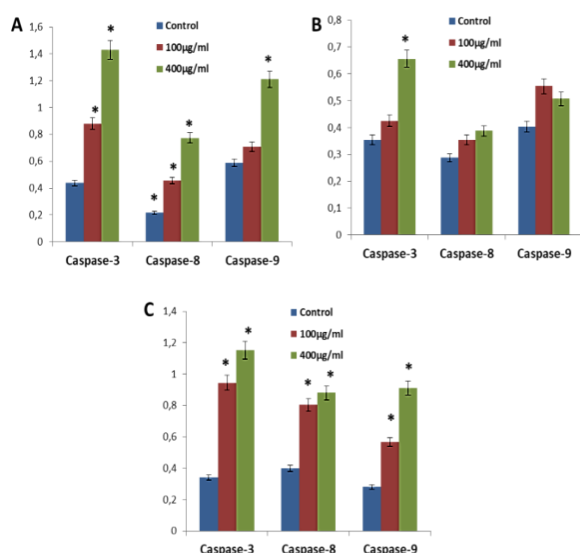 A
1,6
1,4
1,2
1
0,8
0,6
0,4
0,2
0
Control
100µg/ml
400µg/ml
*
*
*
*
*
*
Caspase-3 Caspase-8 Caspase-9
B
0,8
0,7
0,6
0,5
0,4
0,3
0,2
0,1
0
Control
100µg/ml
400µg/ml
*
Caspase-3 Caspase-8 Caspase-9
C
1,4
1,2
1
0,8
0,6
0,4
0,2
0
Control
100µg/ml
400µg/ml
*
*
*
*
*
*
Caspase-3 Caspase-8 Caspase-9